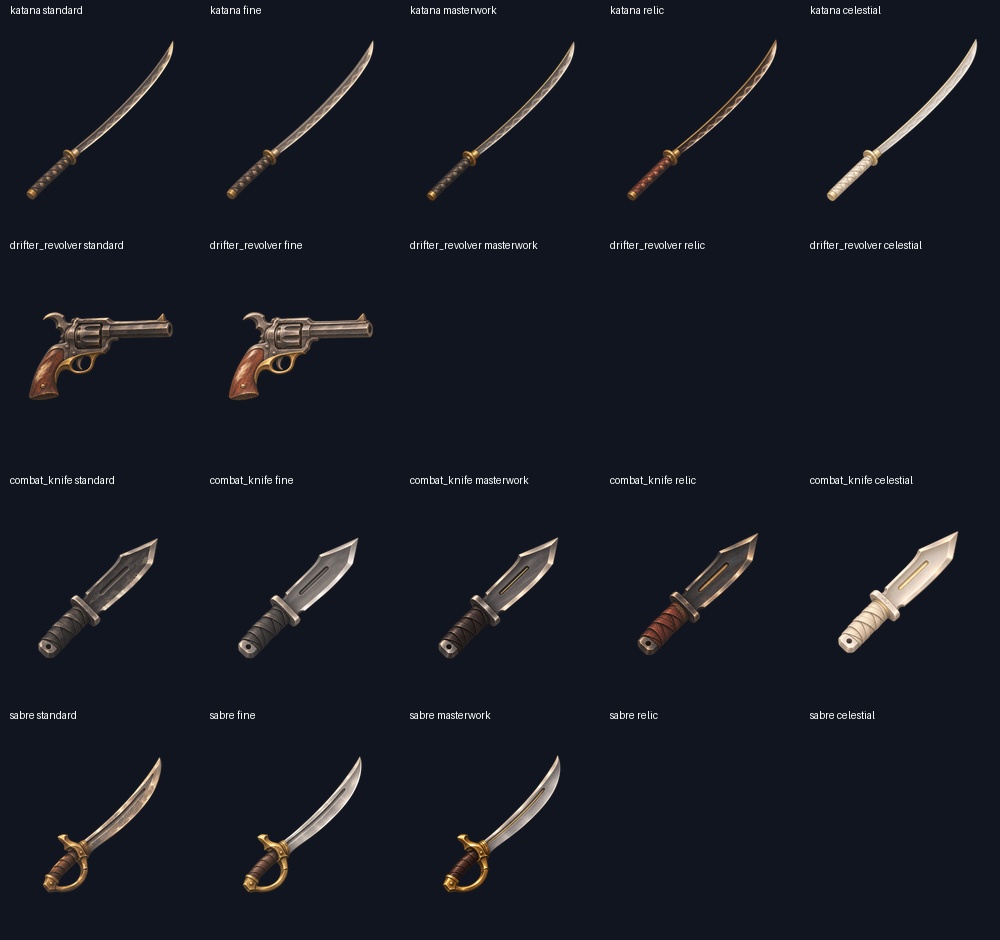 katana standard
katana fine
katana masterwork
katana relic
katana celestial
drifter_revolver standard
drifter_revolver fine
drifter_revolver masterwork
drifter_revolver relic
drifter_revolver celestial
combat_knife standard
combat_knife fine
combat_knife masterwork
combat_knife relic
combat_knife celestial
sabre standard
sabre fine
sabre masterwork
sabre relic
sabre celestial